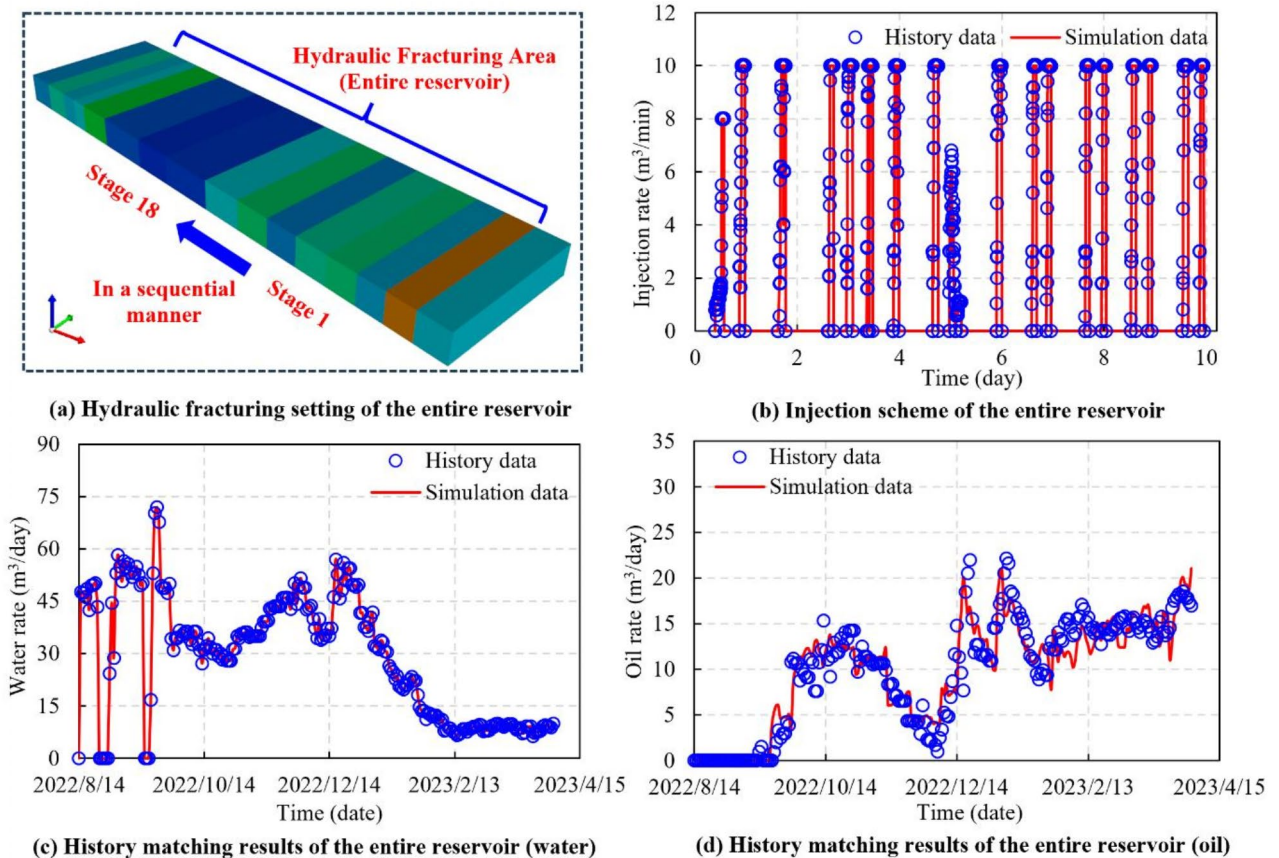 Hydraulic Fracturing Area
(Entire reservoir)
Stage 18
In a sequential
manner
Stage 1
(a) Hydraulic fracturing setting of the entire reservoir
12
10
8
6
4
2
0
Injection rate (m³/min)
History data
Simulation data
0 2 4 6 8 10
Time (day)
(b) Injection scheme of the entire reservoir
90
75
60
45
30
15
0
Water rate (m³/day)
History data
Simulation data
2022/8/14 2022/10/14 2022/12/14 2023/2/13 2023/4/15
Time (date)
(c) History matching results of the entire reservoir (water)
35
30
25
20
15
10
5
0
Oil rate (m³/day)
History data
Simulation data
2022/8/14 2022/10/14 2022/12/14 2023/2/13 2023/4/15
Time (date)
(d) History matching results of the entire reservoir (oil)